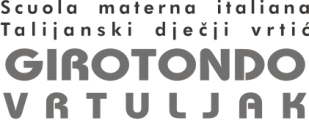 Scuola materna italiana
Talijanski dječji vrtić
GIROTONDO
VRTULJAK